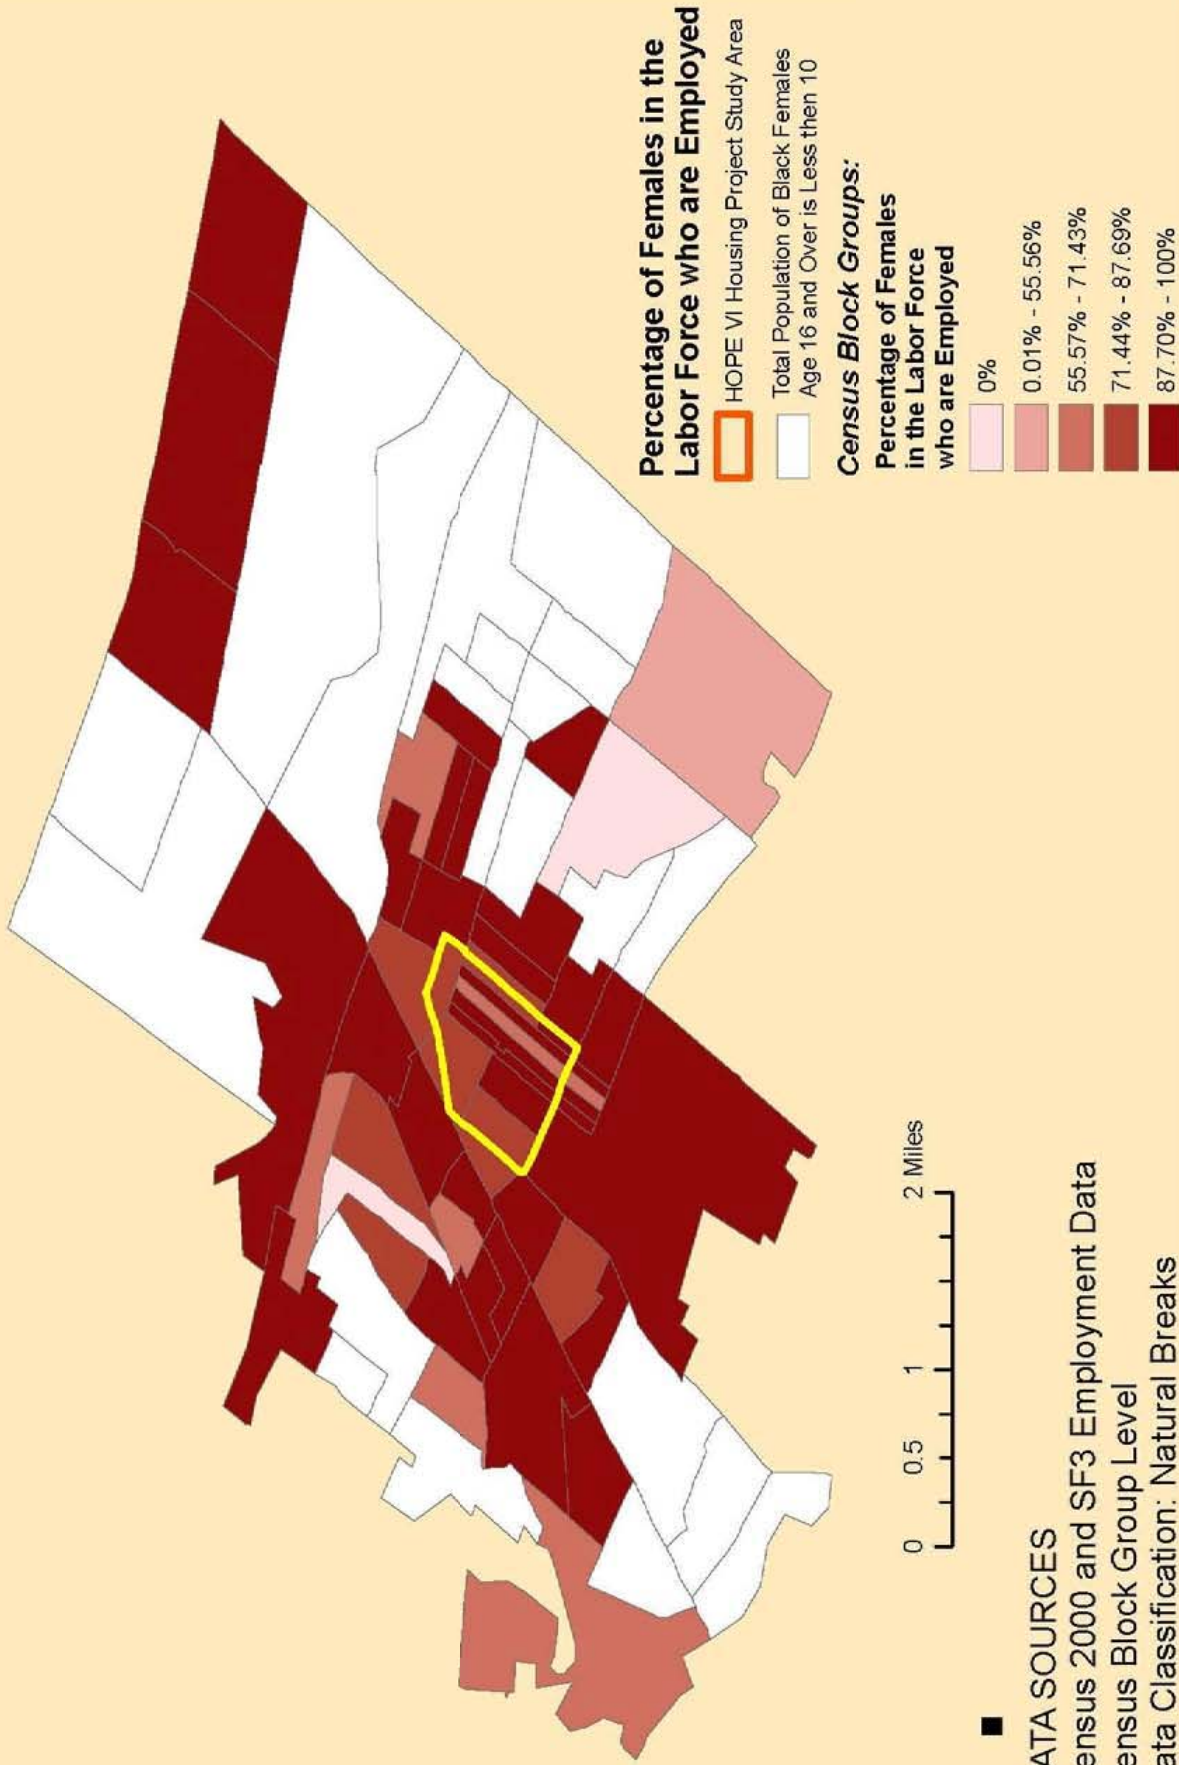 Percentage of Females in the
Labor Force who are Employed
HOPE VI Housing Project Study Area
Total Population of Black Females
Age 16 and Over is Less then 10
Census Block Groups:
Percentage of Females
in the Labor Force
who are Employed
0%
0.01% - 55.56%
55.57% - 71.43%
71.44% - 87.69%
87.70% - 100%
0 0.5 1 2 Miles
ATA SOURCES
ensus 2000 and SF3 Employment Data
ensus Block Group Level
ata Classification: Natural Breaks